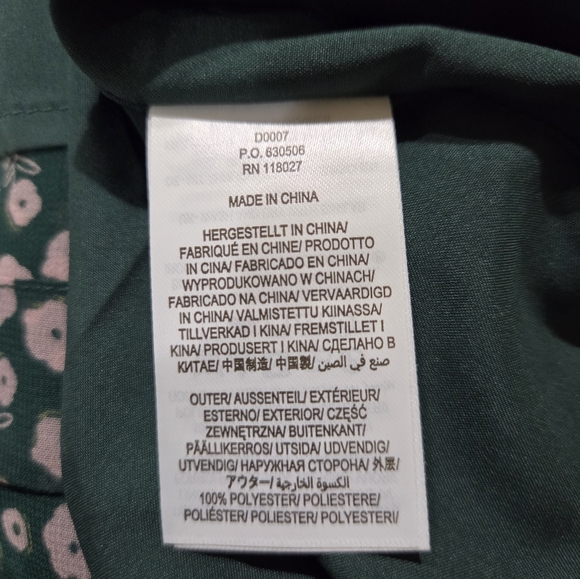 D0007
P.O. 630506
RN 118027
MADE IN CHINA
HERGESTELLT IN CHINA/
FABRIQUÉ EN CHINE/ PRODOTTO
IN CINA/ FABRICADO EN CHINA/
WYPRODUKOWANO W CHINACH/
FABRICADO NA CHINA/ VERVAARDIGD
IN CHINA/ VALMISTETTU KIINASSA/
TILLVERKAD I KINA/ FREMSTILLET I
KINA/ PRODUSERT I KINA/ СДЕЛАНО В
КИТАЕ/ 中国制造/ 中国製/ صنع في الصين
OUTER/ AUSSENTEIL/ EXTÉRIEUR/
ESTERNO/ EXTERIOR/ CZEŚĆ
ZEWNĘTRZNA/ BUITENKANT/
PÄÄLLIKERROS/ UTSIDA/ UDVENDIG/
UTVENDIG/ НАРУЖНАЯ СТОРОНА/ 外层/
アウター/ الكسوة الخارجية
100% POLYESTER/ POLIESTERE/
POLIÉSTER/ POLIESTER/ POLYESTERI/